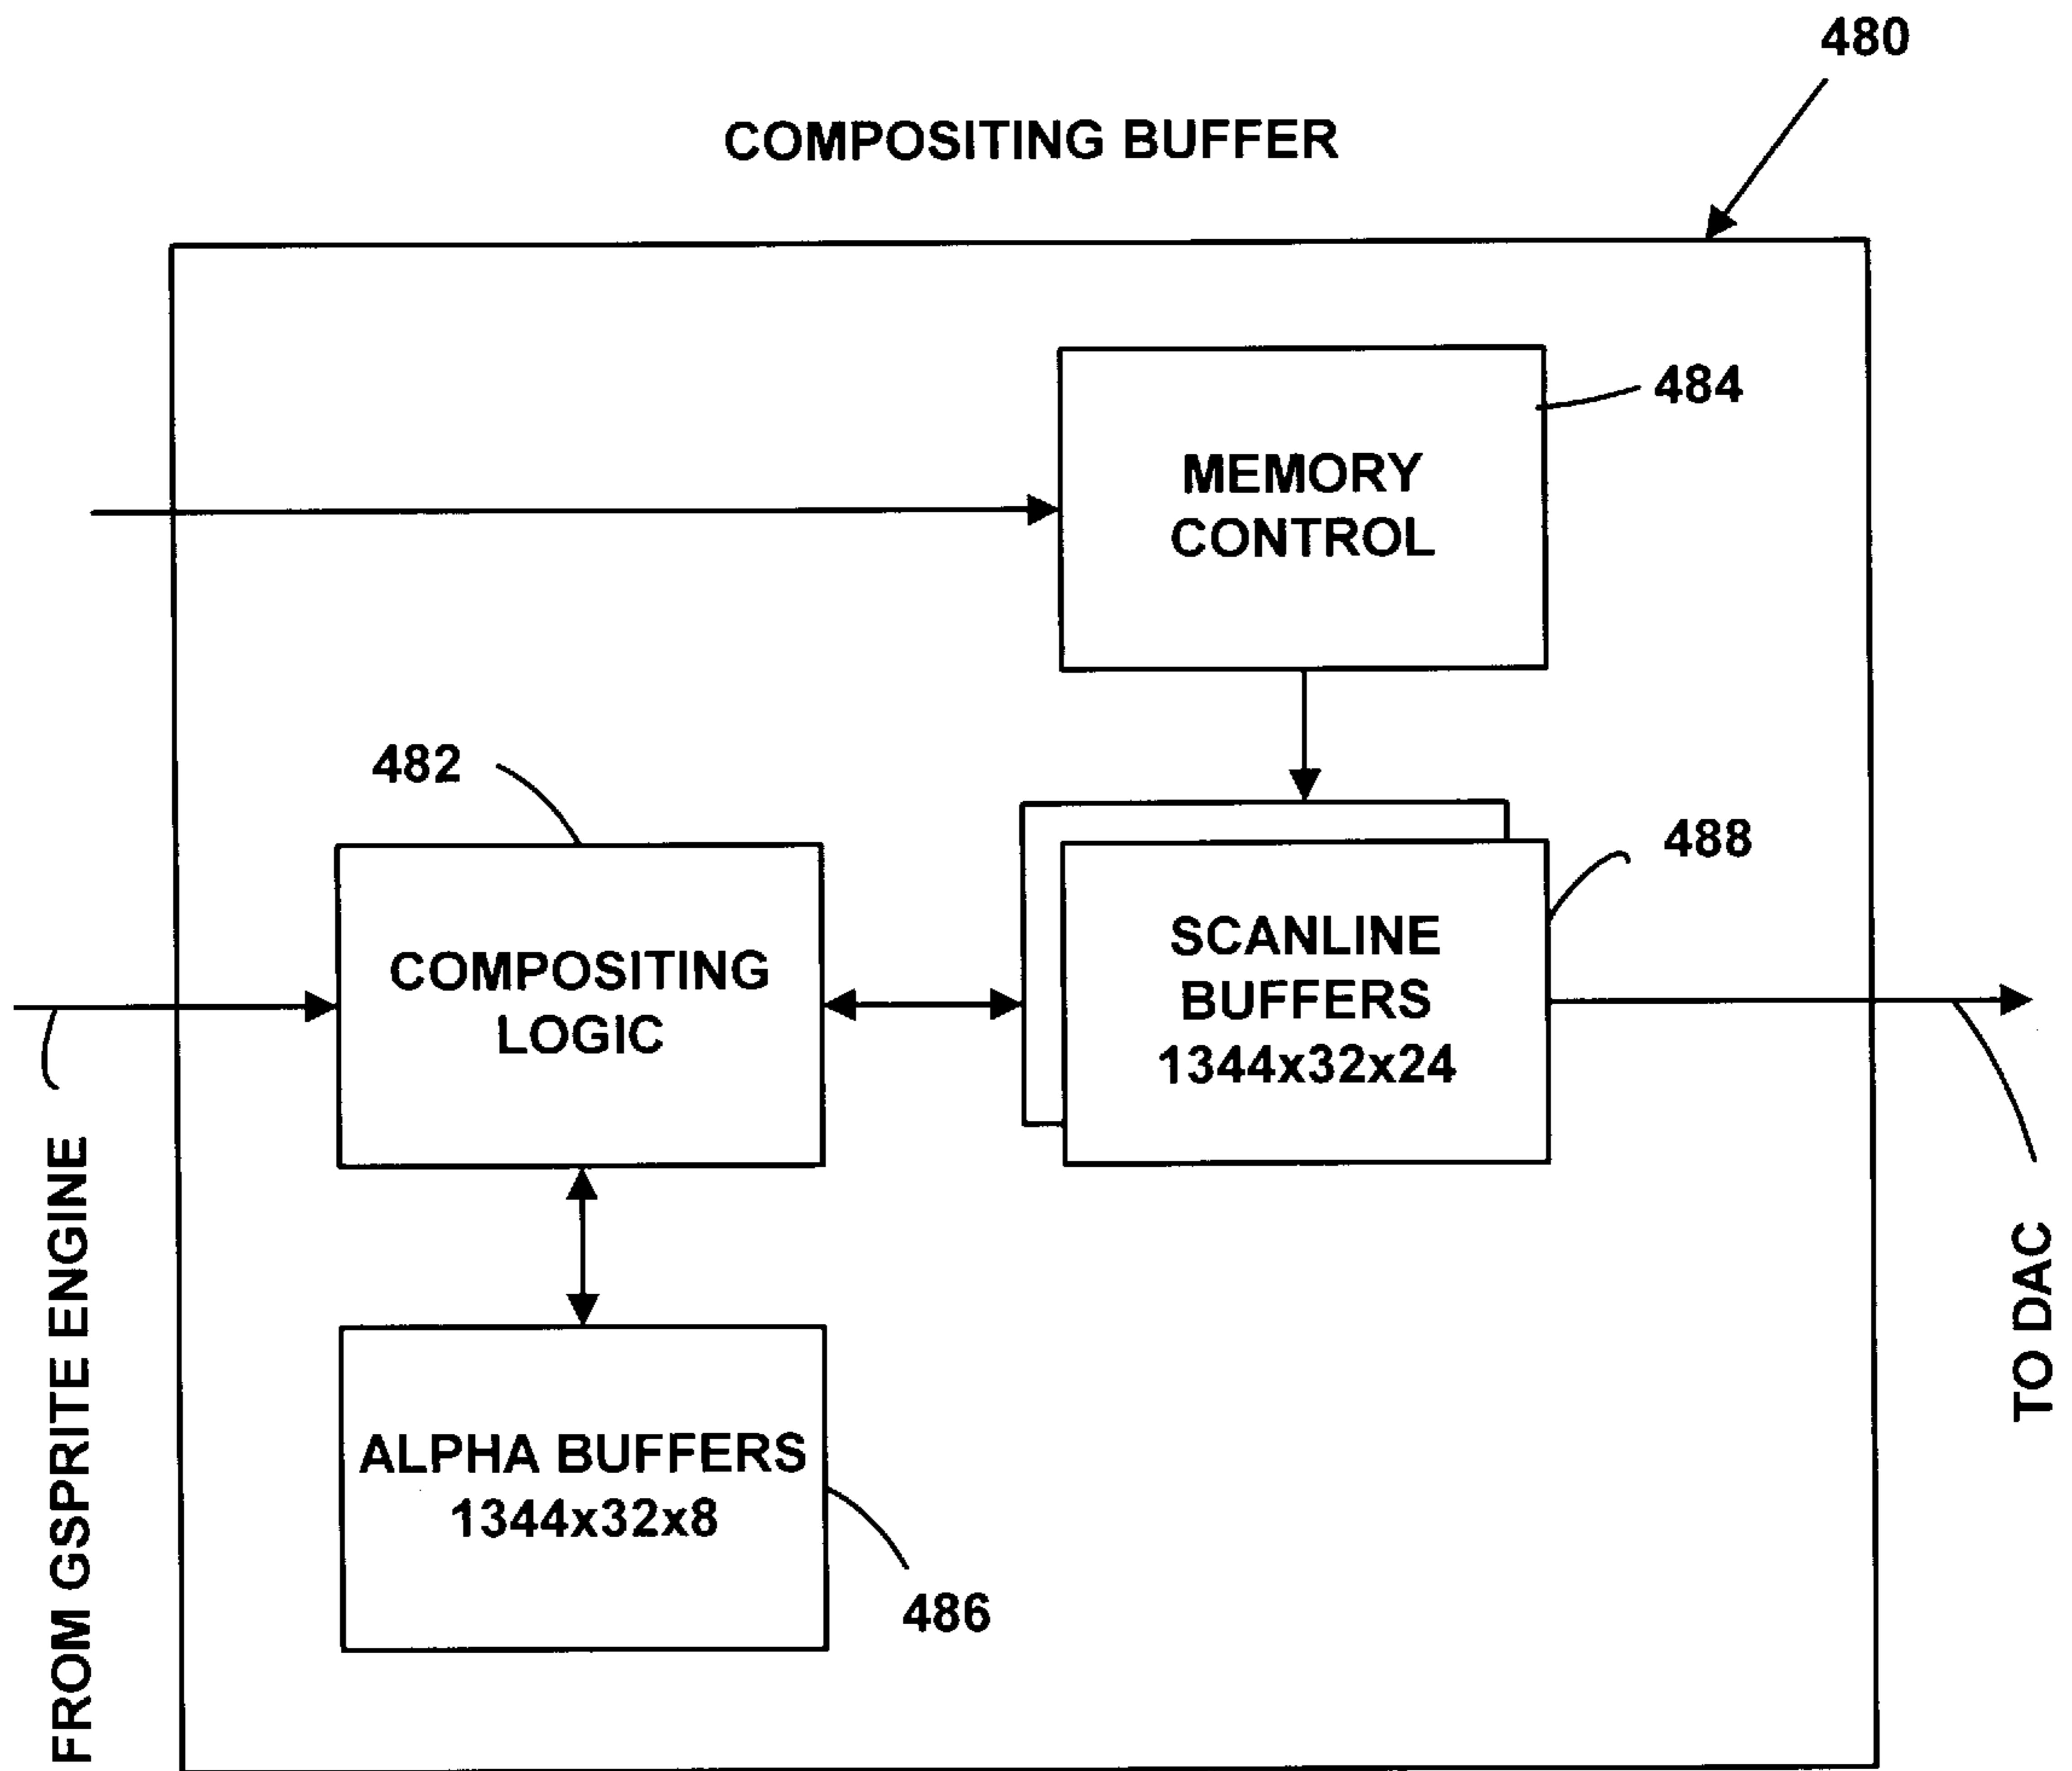 480
COMPOSITING BUFFER
484
MEMORY
CONTROL
482
488
COMPOSITING
LOGIC
SCANLINE
BUFFERS
1344x32x24
FROM GSPRITE ENGINE
TO DAC
ALPHA BUFFERS
1344x32x8
486